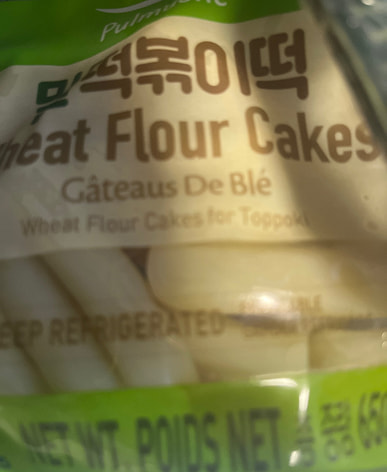 Pulmuone
밀떡볶이떡
Wheat Flour Cakes
Gâteaus De Blé
Wheat Flour Cakes for Toppoki
KEEP REFRIGERATED
NET WT. POIDS NET